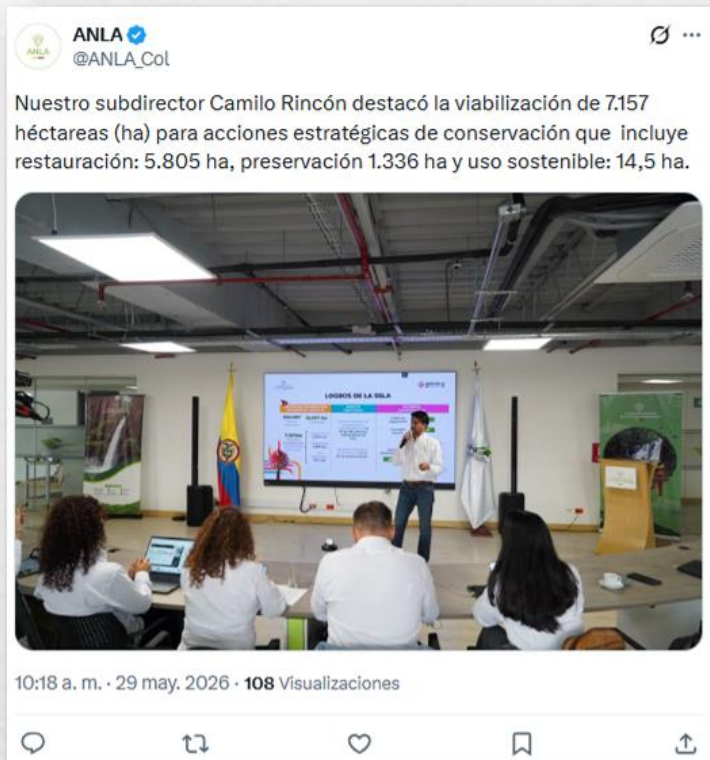 ANLA
@ANLA_Col
Nuestro subdirector Camilo Rincón destacó la viabilización de 7.157
héctareas (ha) para acciones estratégicas de conservación que incluye
restauración: 5.805 ha, preservación 1.336 ha y uso sostenible: 14,5 ha.
LOGROS DE LA SSLA
10:18 a. m. · 29 may. 2026 · 108 Visualizaciones